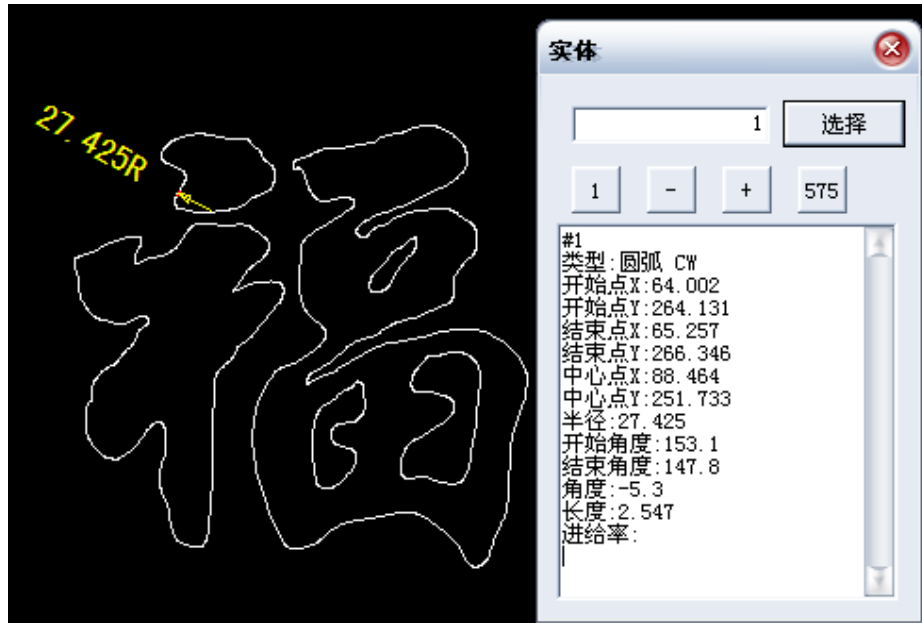 27.425R
福
实体
1
选择
1
-
+
575
#1
类型:圆弧 CW
开始点X:64.002
开始点Y:264.131
结束点X:65.257
结束点Y:266.346
中心点X:88.464
中心点Y:251.733
半径:27.425
开始角度:153.1
结束角度:147.8
角度:-5.3
长度:2.547
进给率: